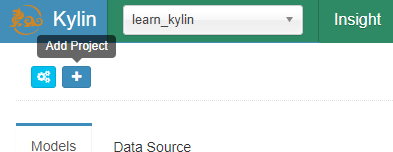 Kylin learn_kylin Insight
Add Project
Models Data Source